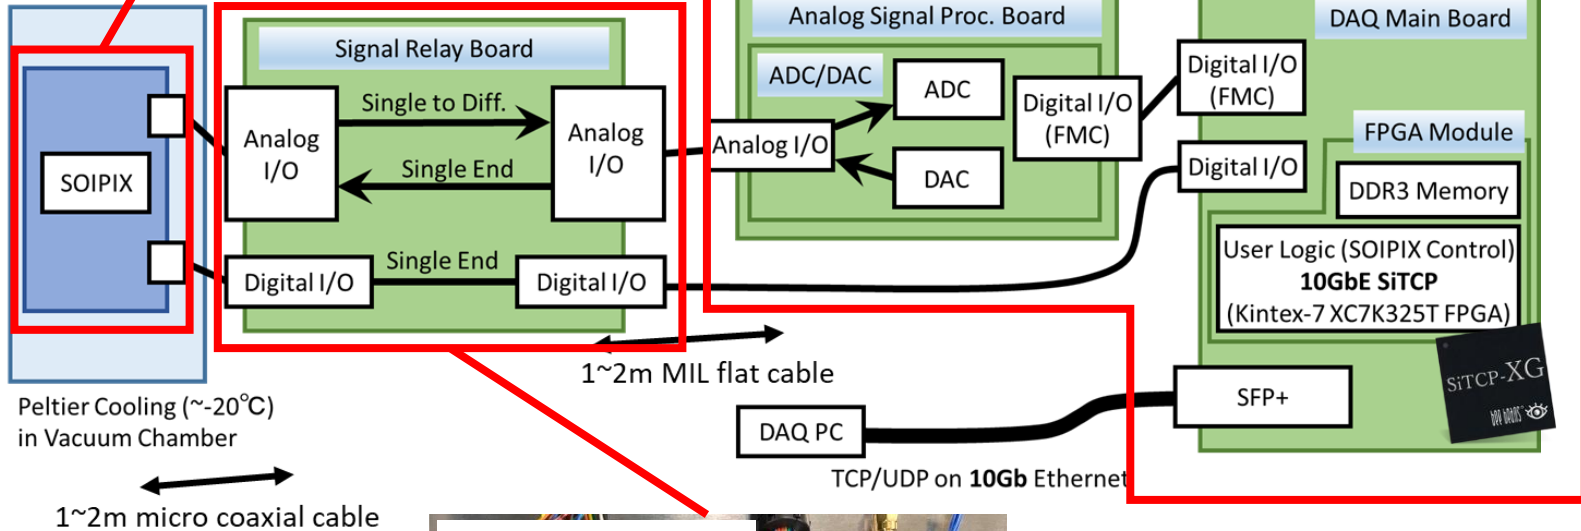 Analog Signal Proc. Board
DAQ Main Board
Signal Relay Board
ADC/DAC
ADC
Digital I/O
(FMC)
Digital I/O
(FMC)
Single to Diff.
Analog
I/O
Analog
I/O
Analog I/O
FPGA Module
Single End
SOIPIX
DAC
Digital I/O
DDR3 Memory
User Logic (SOIPIX Control)
10GbE SiTCP
(Kintex-7 XC7K325T FPGA)
Single End
Digital I/O
Digital I/O
1~2m MIL flat cable
SiTCP-XG
bee beans
SFP+
Peltier Cooling (~-20℃)
in Vacuum Chamber
DAQ PC
TCP/UDP on 10Gb Ethernet
1~2m micro coaxial cable